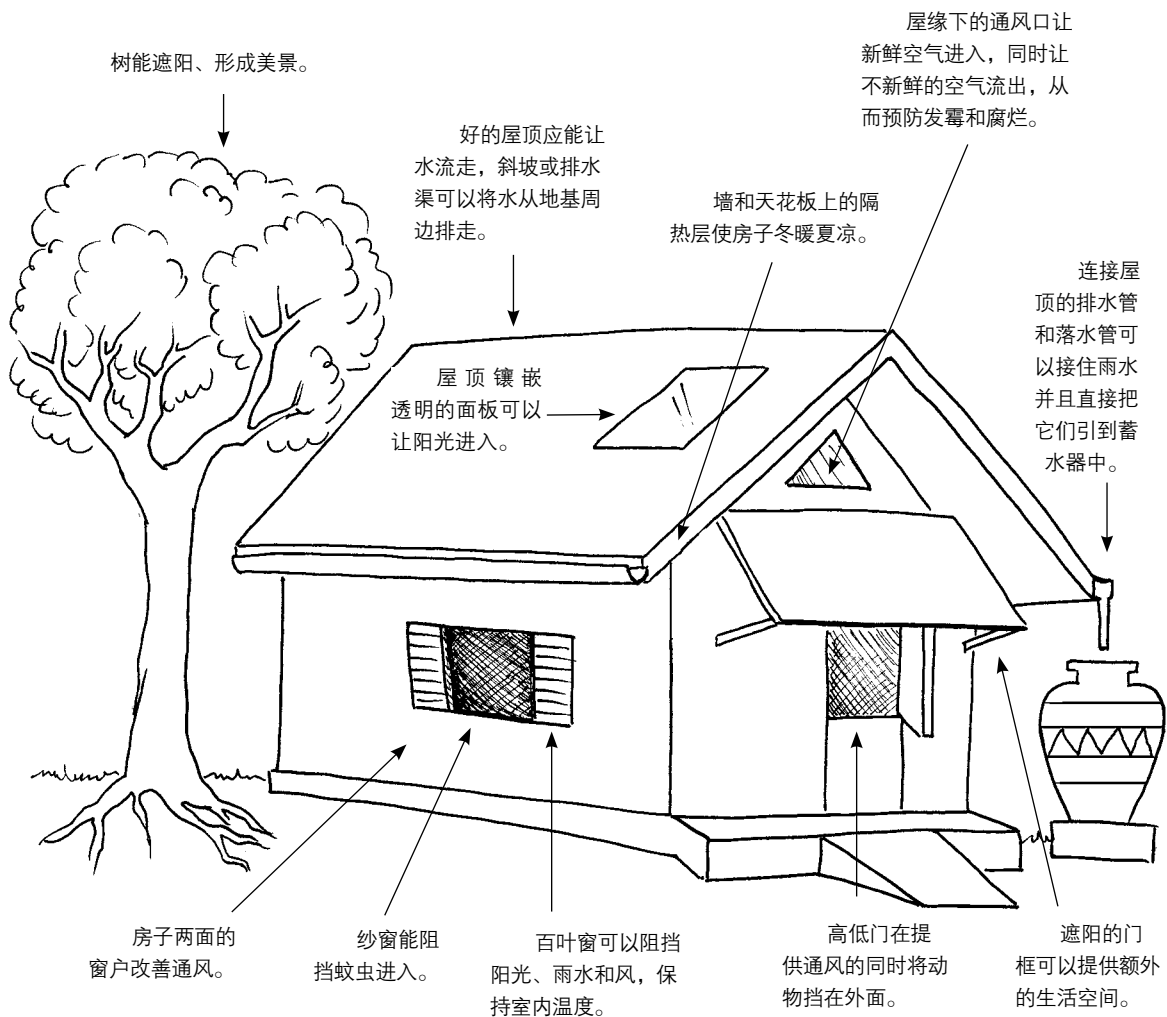 树能遮阳、形成美景。
屋缘下的通风口让
新鲜空气进入，同时让
不新鲜的空气流出，从
而预防发霉和腐烂。
好的屋顶应能让
水流走，斜坡或排水
渠可以将水从地基周
边排走。
墙和天花板上的隔
热层使房子冬暖夏凉。
连接屋
顶的排水管
和落水管可
以接住雨水
并且直接把
它们引到蓄
水器中。
屋顶镶嵌
透明的面板可以
让阳光进入。
房子两面的
窗户改善通风。
纱窗能阻
挡蚊虫进入。
百叶窗可以阻挡
阳光、雨水和风，保
持室内温度。
高低门在提
供通风的同时将动
物挡在外面。
遮阳的门
框可以提供额外
的生活空间。